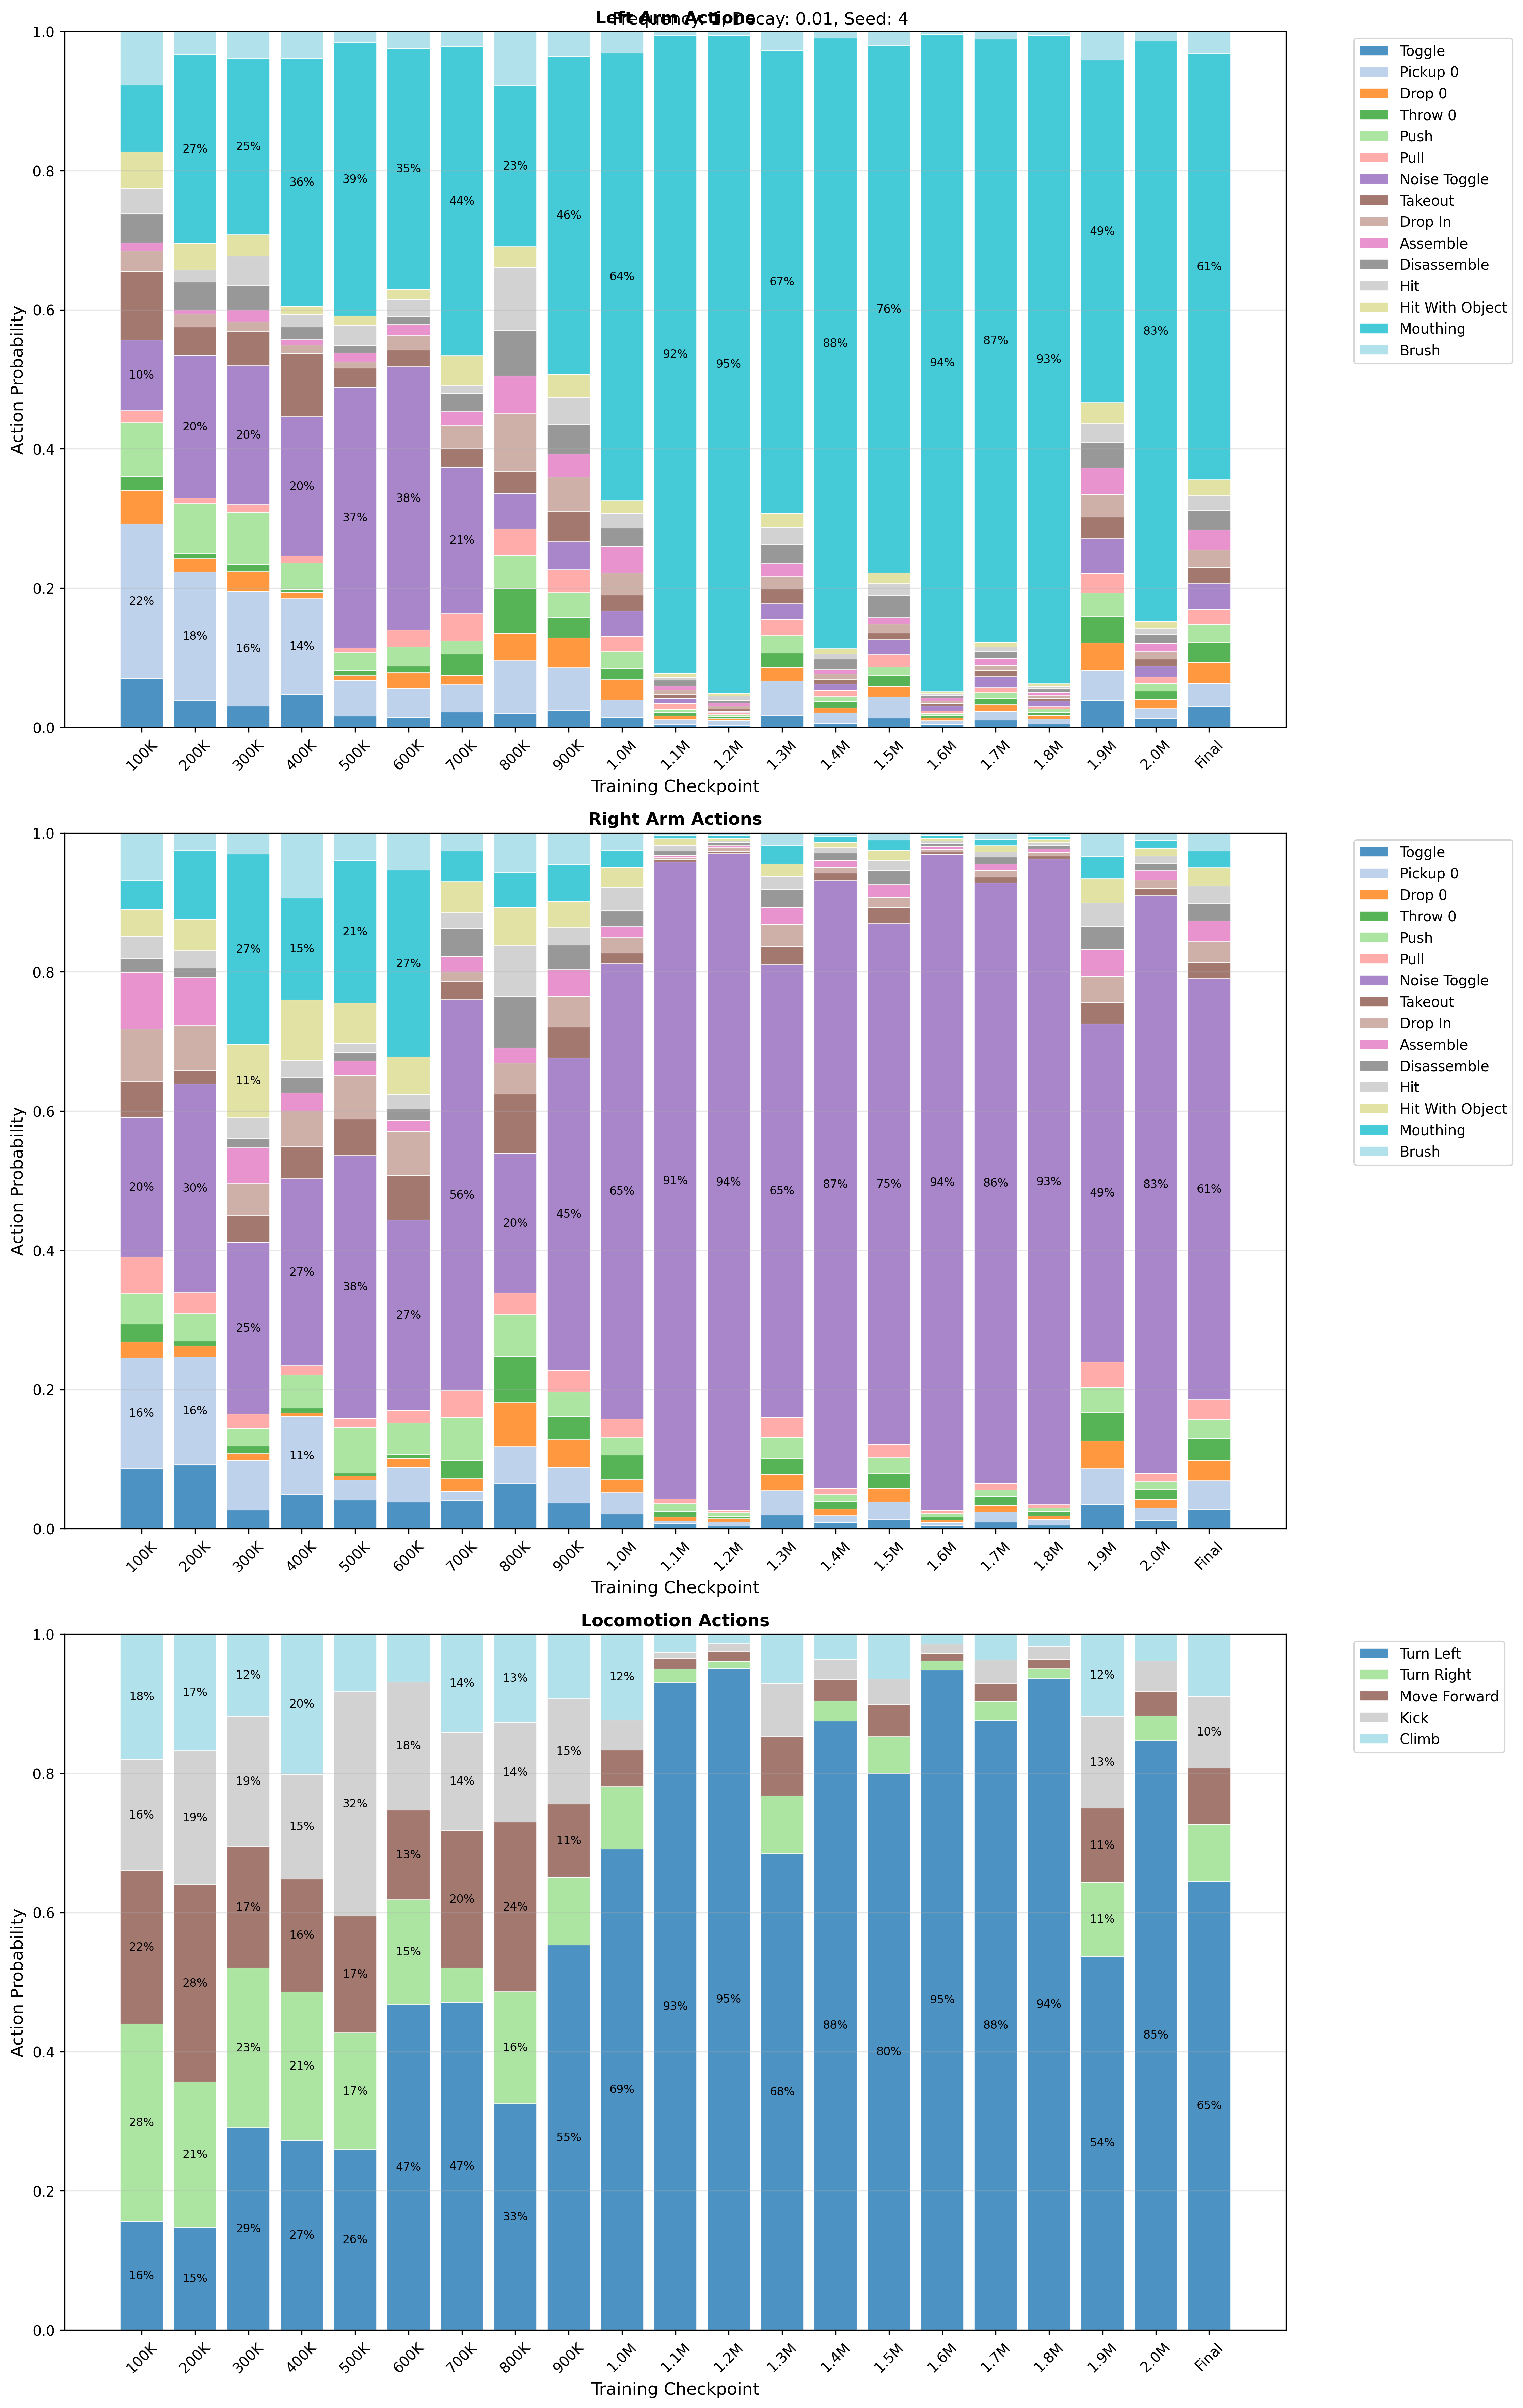 Left Arm Actions
Decay: 0.01, Seed: 4
1.0
0.8
0.6
0.4
0.2
0.0
Action Probability
22% 10%
18% 20% 27%
16% 20% 25%
14% 20% 36%
37% 39%
38% 35%
21% 44%
23%
46%
64%
92%
95%
67%
88%
76%
94%
87%
93%
49%
83%
61%
100K 200K 300K 400K 500K 600K 700K 800K 900K 1.0M 1.1M 1.2M 1.3M 1.4M 1.5M 1.6M 1.7M 1.8M 1.9M 2.0M Final
Training Checkpoint
Toggle
Pickup 0
Drop 0
Throw 0
Push
Pull
Noise Toggle
Takeout
Drop In
Assemble
Disassemble
Hit
Hit With Object
Mouthing
Brush
Right Arm Actions
1.0
0.8
0.6
0.4
0.2
0.0
Action Probability
16% 20%
16% 30%
25% 11% 27%
11% 27% 15%
38% 21%
27% 27%
56%
20%
45%
65%
91%
94%
65%
87%
75%
94%
86%
93%
49%
83%
61%
100K 200K 300K 400K 500K 600K 700K 800K 900K 1.0M 1.1M 1.2M 1.3M 1.4M 1.5M 1.6M 1.7M 1.8M 1.9M 2.0M Final
Training Checkpoint
Toggle
Pickup 0
Drop 0
Throw 0
Push
Pull
Noise Toggle
Takeout
Drop In
Assemble
Disassemble
Hit
Hit With Object
Mouthing
Brush
Locomotion Actions
1.0
0.8
0.6
0.4
0.2
0.0
Action Probability
16% 28% 22% 16% 18%
15% 21% 28% 19% 17%
29% 23% 17% 19% 12%
27% 21% 16% 15% 20%
26% 17% 17% 32%
47% 15% 13% 18%
47% 20% 14% 14%
33% 16% 24% 14% 13%
55% 11% 15%
69% 12%
93%
95%
68%
88%
80%
95%
88%
94%
54% 11% 11% 13% 12%
85%
65% 10%
100K 200K 300K 400K 500K 600K 700K 800K 900K 1.0M 1.1M 1.2M 1.3M 1.4M 1.5M 1.6M 1.7M 1.8M 1.9M 2.0M Final
Training Checkpoint
Turn Left
Turn Right
Move Forward
Kick
Climb